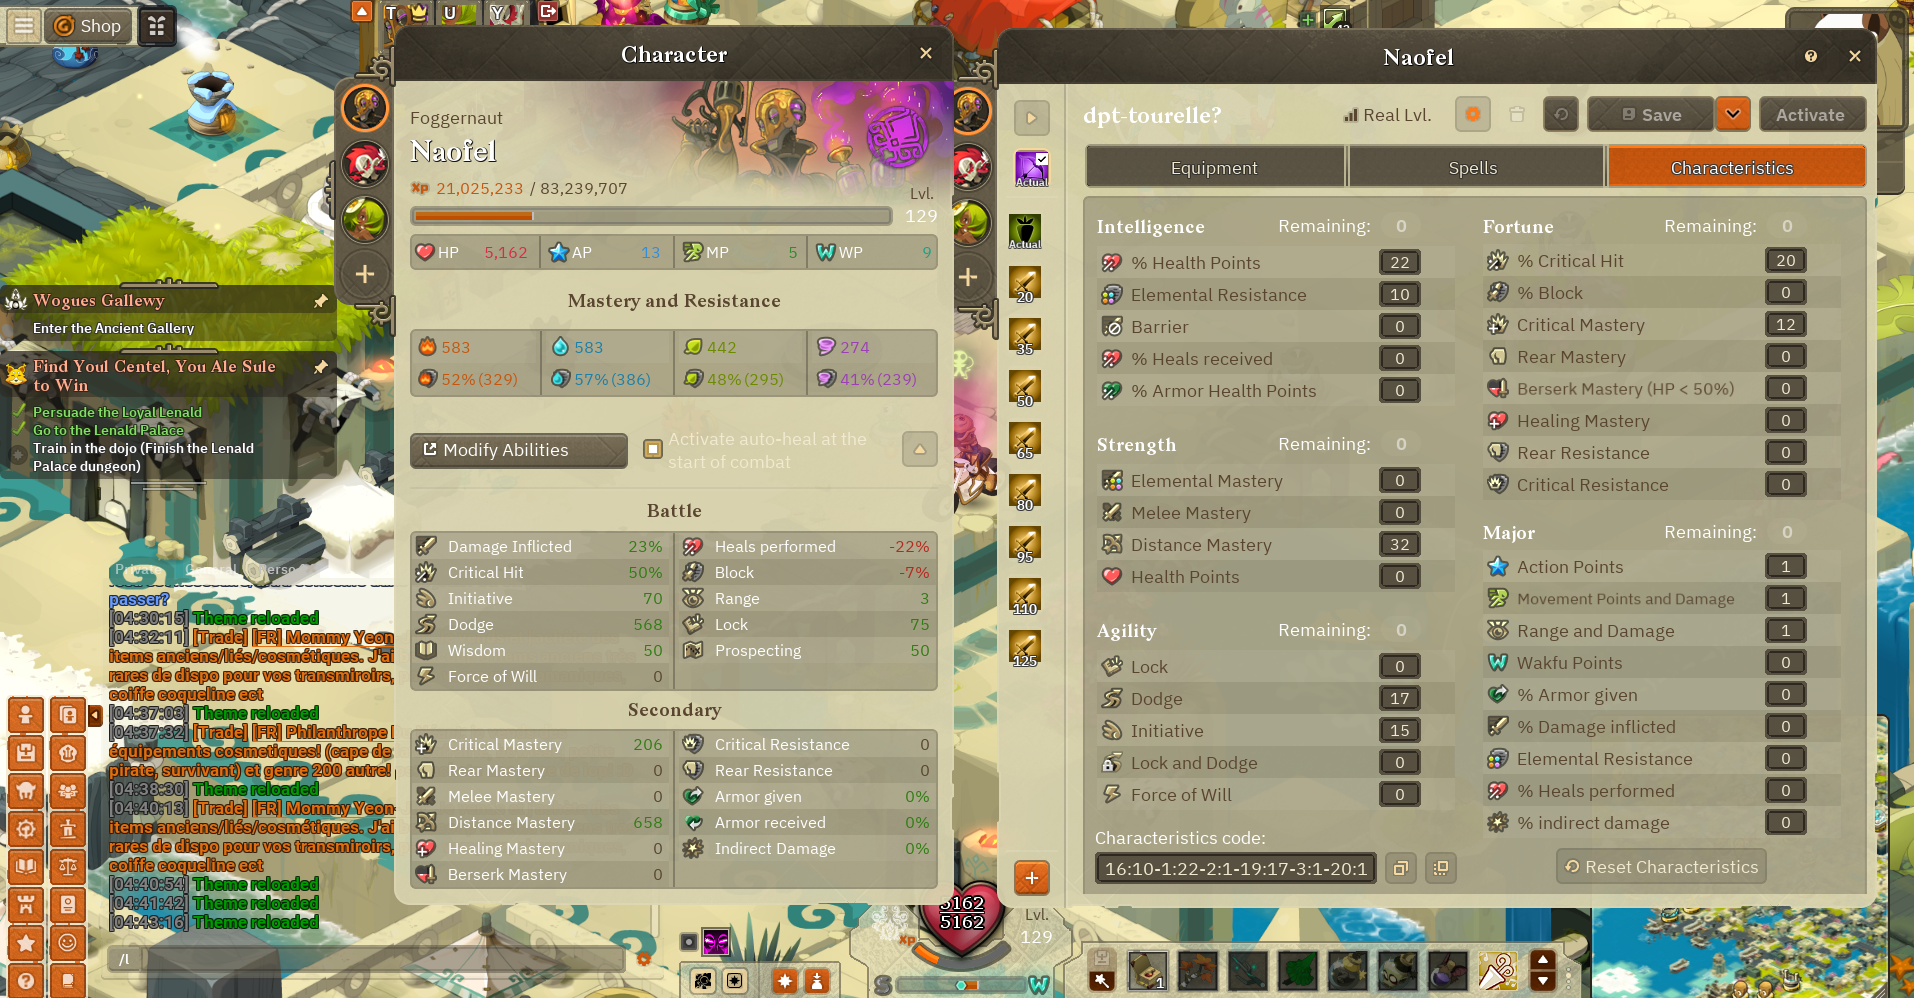 Shop
T
U
Y
Wogues Gallewy
Enter the Ancient Gallery
Find Youl Centel, You Ale Sule
to Win
Persuade the Loyal Lenald
Go to the Lenald Palace
Train in the dojo (Finish the Lenald
Palace dungeon)
passer?
[04:30:15] Theme reloaded
[04:32:11] [Trade] [FR] Mommy Yeon
items anciens/liés/cosmétiques. J'ai
rares de dispo pour vos transmiroirs,
coiffe coqueline ect
[04:37:03] Theme reloaded
[04:37:32] [Trade] [FR] Philanthrope
équipements cosmetiques! (cape de
pirate, survivant) et genre 200 autre!
[04:38:30] Theme reloaded
[04:40:13] [Trade] [FR] Mommy Yeon
items anciens/liés/cosmétiques. J'ai
rares de dispo pour vos transmiroirs,
coiffe coqueline ect
[04:40:54] Theme reloaded
[04:41:42] Theme reloaded
[04:43:16] Theme reloaded
/l
Character
Foggernaut
Naofel
XP 21,025,233 / 83,239,707
Lvl.
129
HP 5,162
AP 13
MP 5
WP 9
Mastery and Resistance
583
583
442
274
52% (329)
57% (386)
48% (295)
41% (239)
Modify Abilities
Activate auto-heal at the
start of combat
Battle
Damage Inflicted 23%
Heals performed -22%
Critical Hit 50%
Block -7%
Initiative 70
Range 3
Dodge 568
Lock 75
Wisdom 50
Prospecting 50
Force of Will 0
Secondary
Critical Mastery 206
Critical Resistance 0
Rear Mastery 0
Rear Resistance 0
Melee Mastery 0
Armor given 0%
Distance Mastery 658
Armor received 0%
Healing Mastery 0
Indirect Damage 0%
Berserk Mastery 0
5162
5162
XP
Lvl.
129
S
W
1
Naofel
dpt-tourelle?
Real Lvl.
Save
Activate
Actual
Actual
20
35
50
65
80
95
110
125
Equipment
Spells
Characteristics
Intelligence Remaining: 0
% Health Points 22
Elemental Resistance 10
Barrier 0
% Heals received 0
% Armor Health Points 0
Strength Remaining: 0
Elemental Mastery 0
Melee Mastery 0
Distance Mastery 32
Health Points 0
Agility Remaining: 0
Lock 0
Dodge 17
Initiative 15
Lock and Dodge 0
Force of Will 0
Characteristics code:
16:10-1:22-2:1-19:17-3:1-20:1
Fortune Remaining: 0
% Critical Hit 20
% Block 0
Critical Mastery 12
Rear Mastery 0
Berserk Mastery (HP < 50%) 0
Healing Mastery 0
Rear Resistance 0
Critical Resistance 0
Major Remaining: 0
Action Points 1
Movement Points and Damage 1
Range and Damage 1
Wakfu Points 0
% Armor given 0
% Damage inflicted 0
Elemental Resistance 0
% Heals performed 0
% indirect damage 0
Reset Characteristics